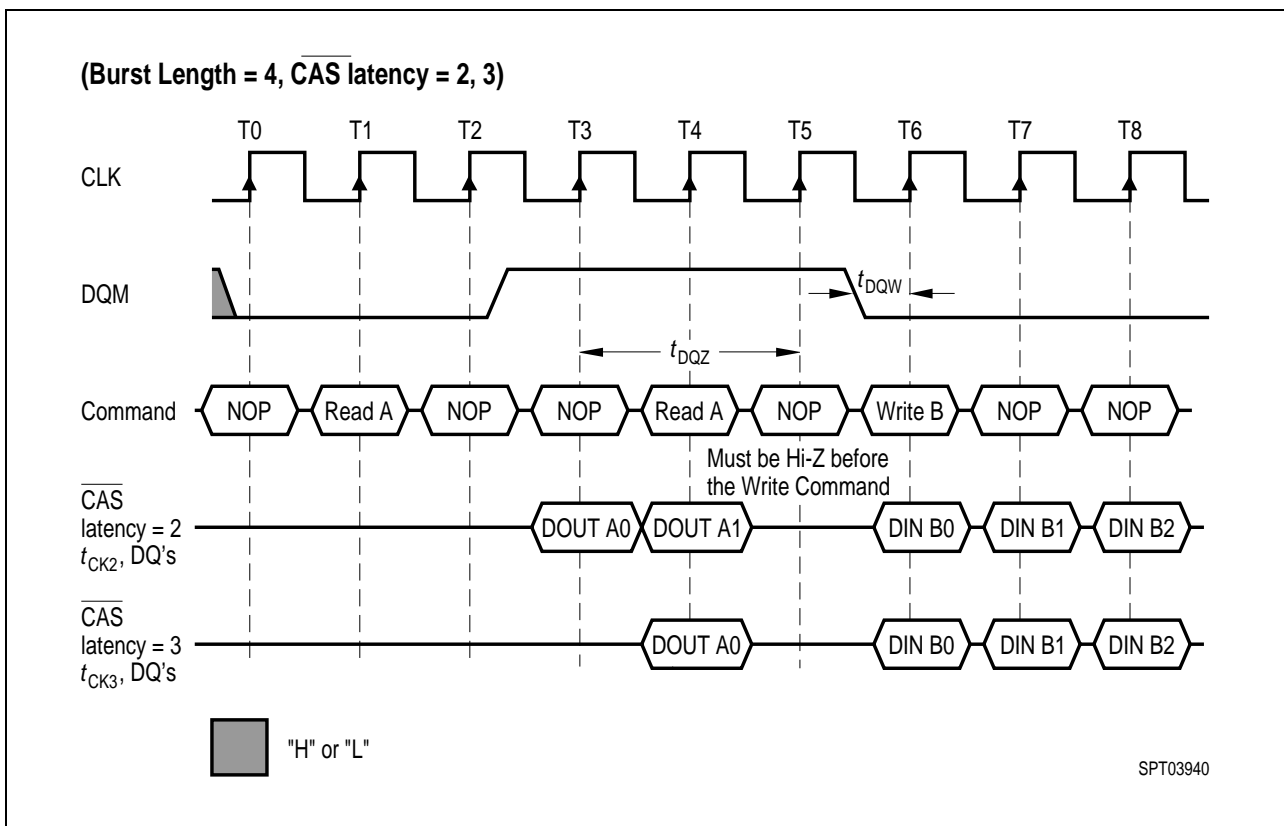 (Burst Length = 4, CAS latency = 2, 3)
T0 T1 T2 T3 T4 T5 T6 T7 T8
CLK
DQM
tDQW
tDQZ
Command NOP Read A NOP NOP Read A NOP Write B NOP NOP
Must be Hi-Z before
the Write Command
CAS
latency = 2 DOUT A0 DOUT A1 DIN B0 DIN B1 DIN B2
tCK2, DQ's
CAS
latency = 3 DOUT A0 DIN B0 DIN B1 DIN B2
tCK3, DQ's
"H" or "L"
SPT03940